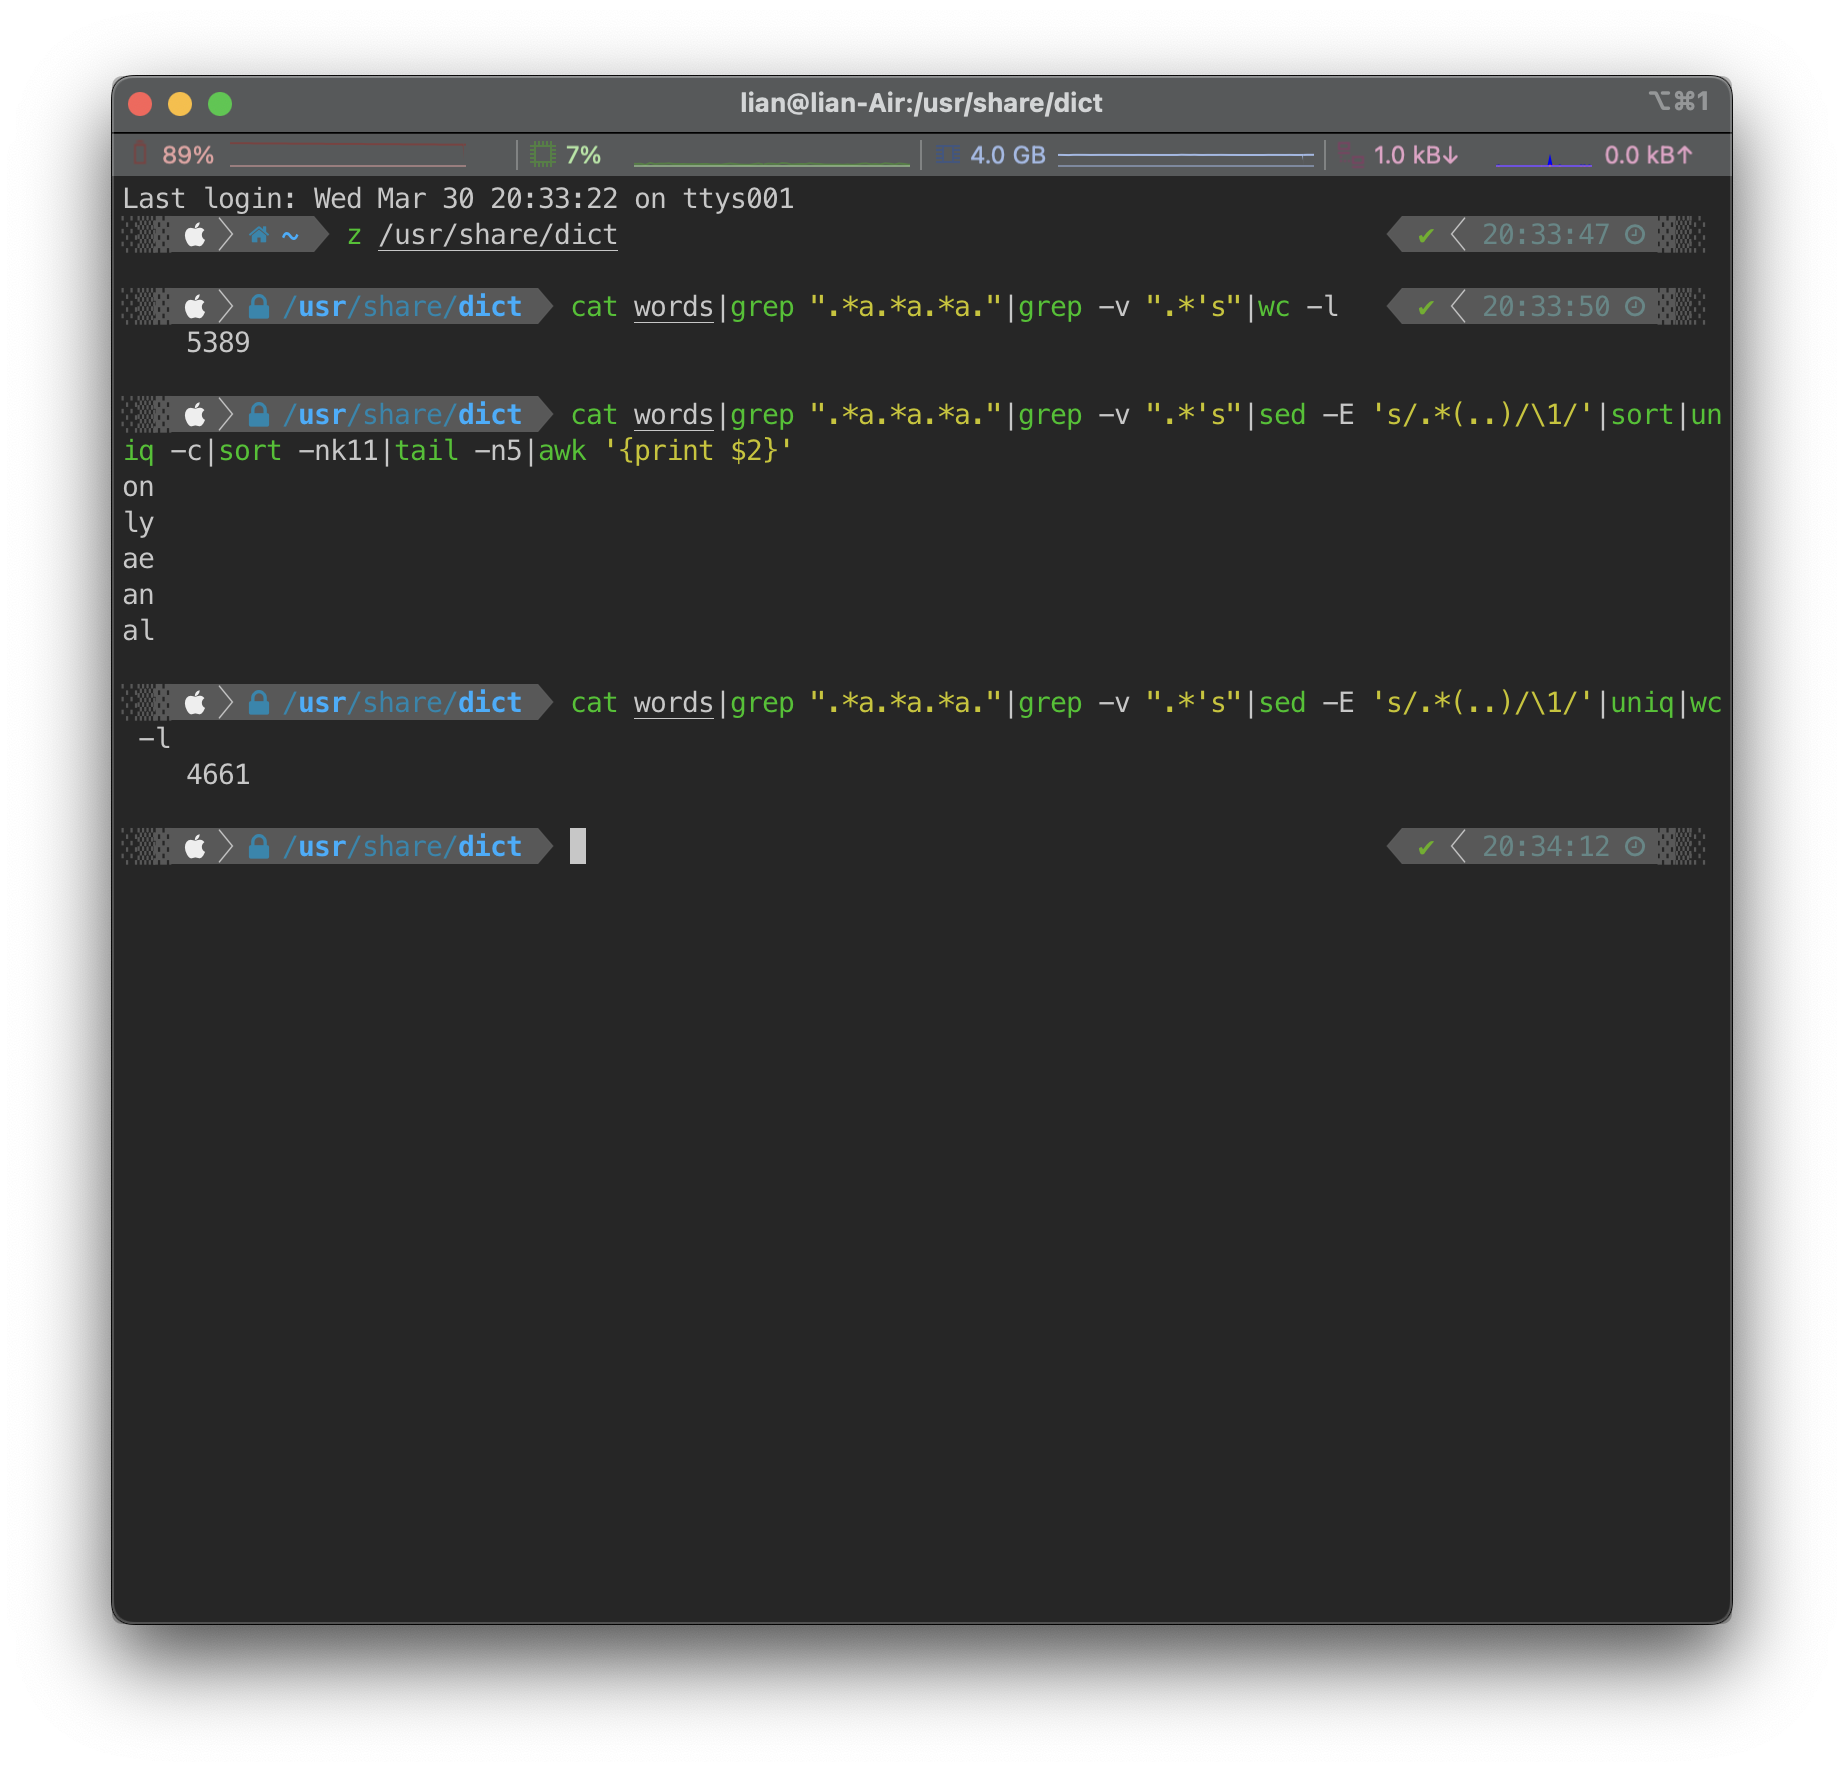 lian@lian-Air:/usr/share/dict ⌥⌘1
89% 7% 4.0 GB 1.0 kB↓ 0.0 kB↑
Last login: Wed Mar 30 20:33:22 on ttys001
~ z /usr/share/dict ✔ 20:33:47
/usr/share/dict cat words|grep ".*a.*a.*a."|grep -v ".*'s"|wc -l ✔ 20:33:50
5389
/usr/share/dict cat words|grep ".*a.*a.*a."|grep -v ".*'s"|sed -E 's/.*(..)/\1/'|sort|un
iq -c|sort -nk11|tail -n5|awk '{print $2}'
on
ly
ae
an
al
/usr/share/dict cat words|grep ".*a.*a.*a."|grep -v ".*'s"|sed -E 's/.*(..)/\1/'|uniq|wc
-l
4661
/usr/share/dict ✔ 20:34:12